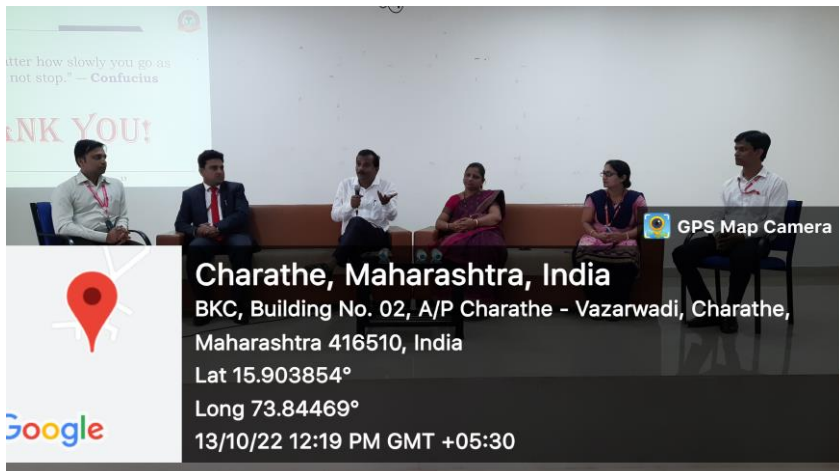 atter how slowly you go as
not stop." – Confucius
NK YOU!
GPS Map Camera
Charathe, Maharashtra, India
BKC, Building No. 02, A/P Charathe - Vazarwadi, Charathe,
Maharashtra 416510, India
Lat 15.903854°
Long 73.84469°
13/10/22 12:19 PM GMT +05:30
Google